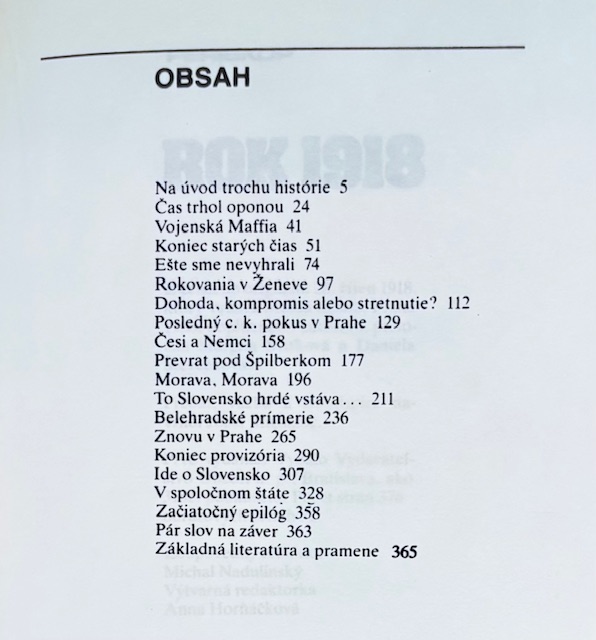 OBSAH
Na úvod trochu histórie 5
Čas trhol oponou 24
Vojenská Maffia 41
Koniec starých čias 51
Ešte sme nevyhrali 74
Rokovania v Ženeve 97
Dohoda, kompromis alebo stretnutie? 112
Posledný c. k. pokus v Prahe 129
Česi a Nemci 158
Prevrat pod Špilberkom 177
Morava, Morava 196
To Slovensko hrdé vstáva... 211
Belehradské prímerie 236
Znovu v Prahe 265
Koniec provizória 290
Ide o Slovensko 307
V spoločnom štáte 328
Začiatočný epilóg 358
Pár slov na záver 363
Základná literatúra a pramene 365